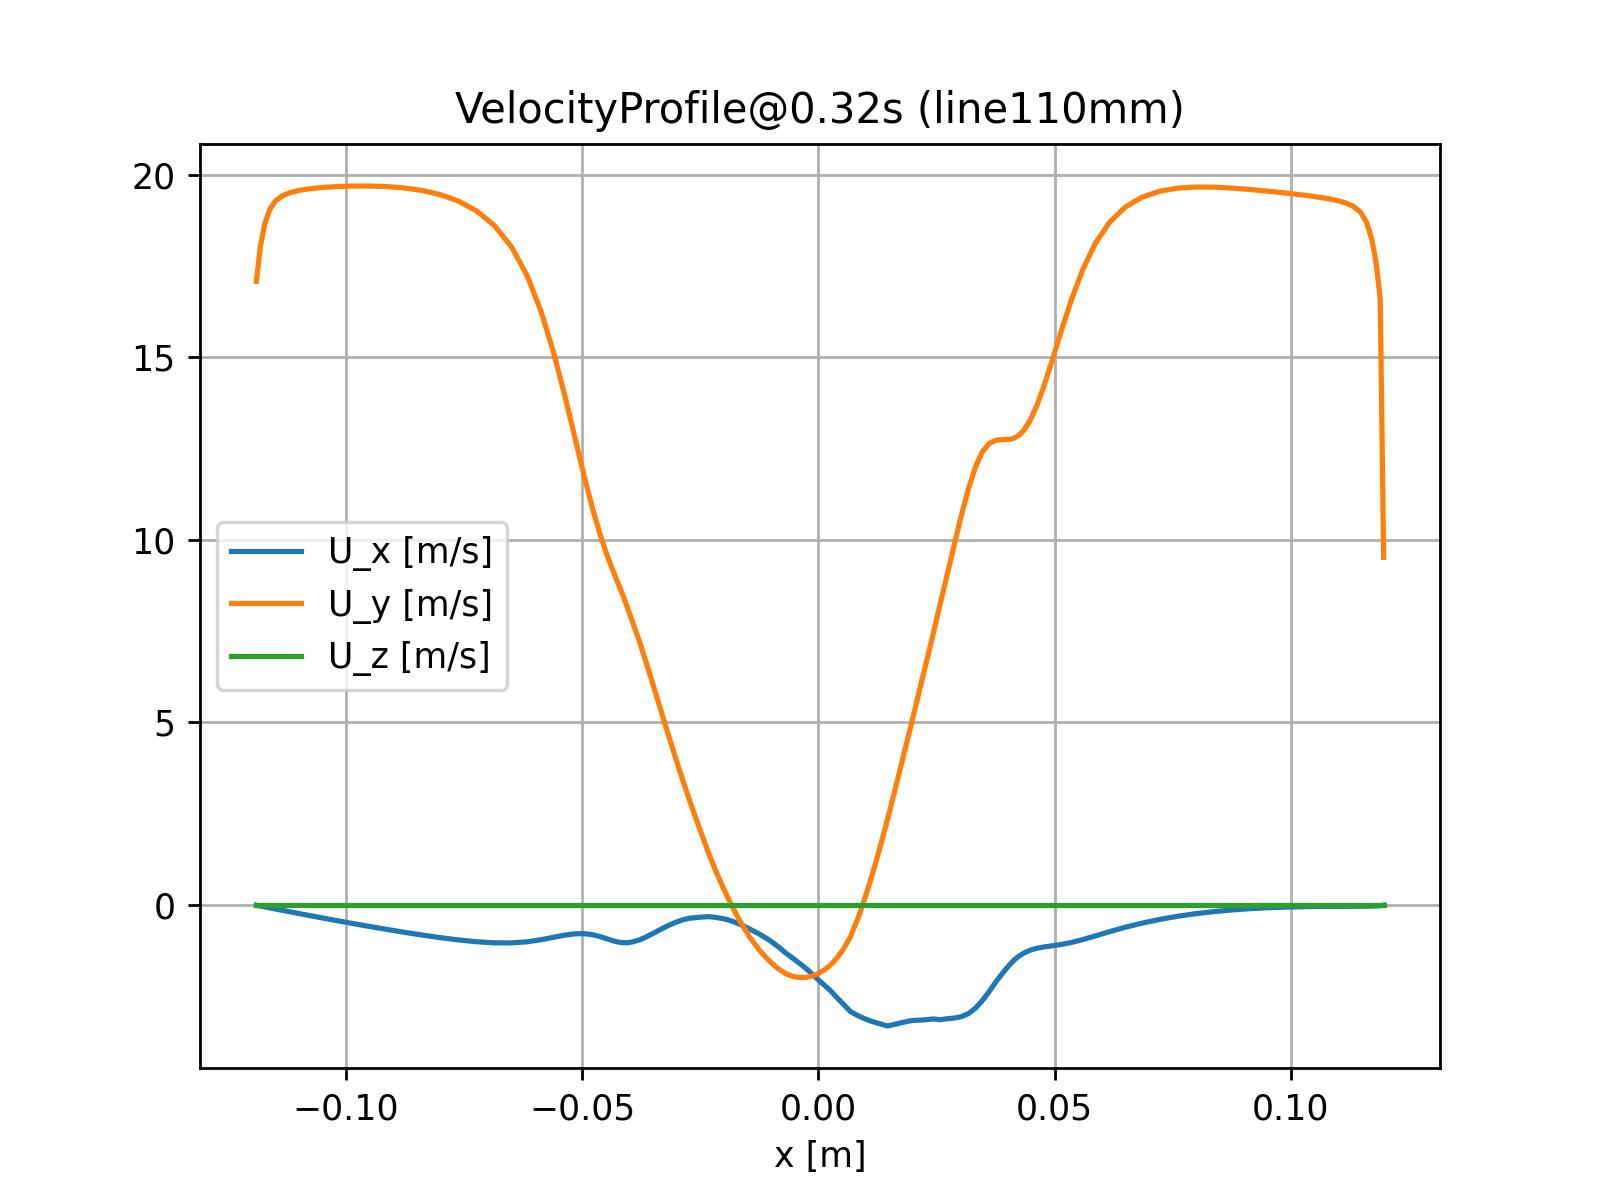 VelocityProfile@0.32s (line110mm)
20
15
10
5
0
U_x [m/s]
U_y [m/s]
U_z [m/s]
−0.10
−0.05
0.00
0.05
0.10
x [m]